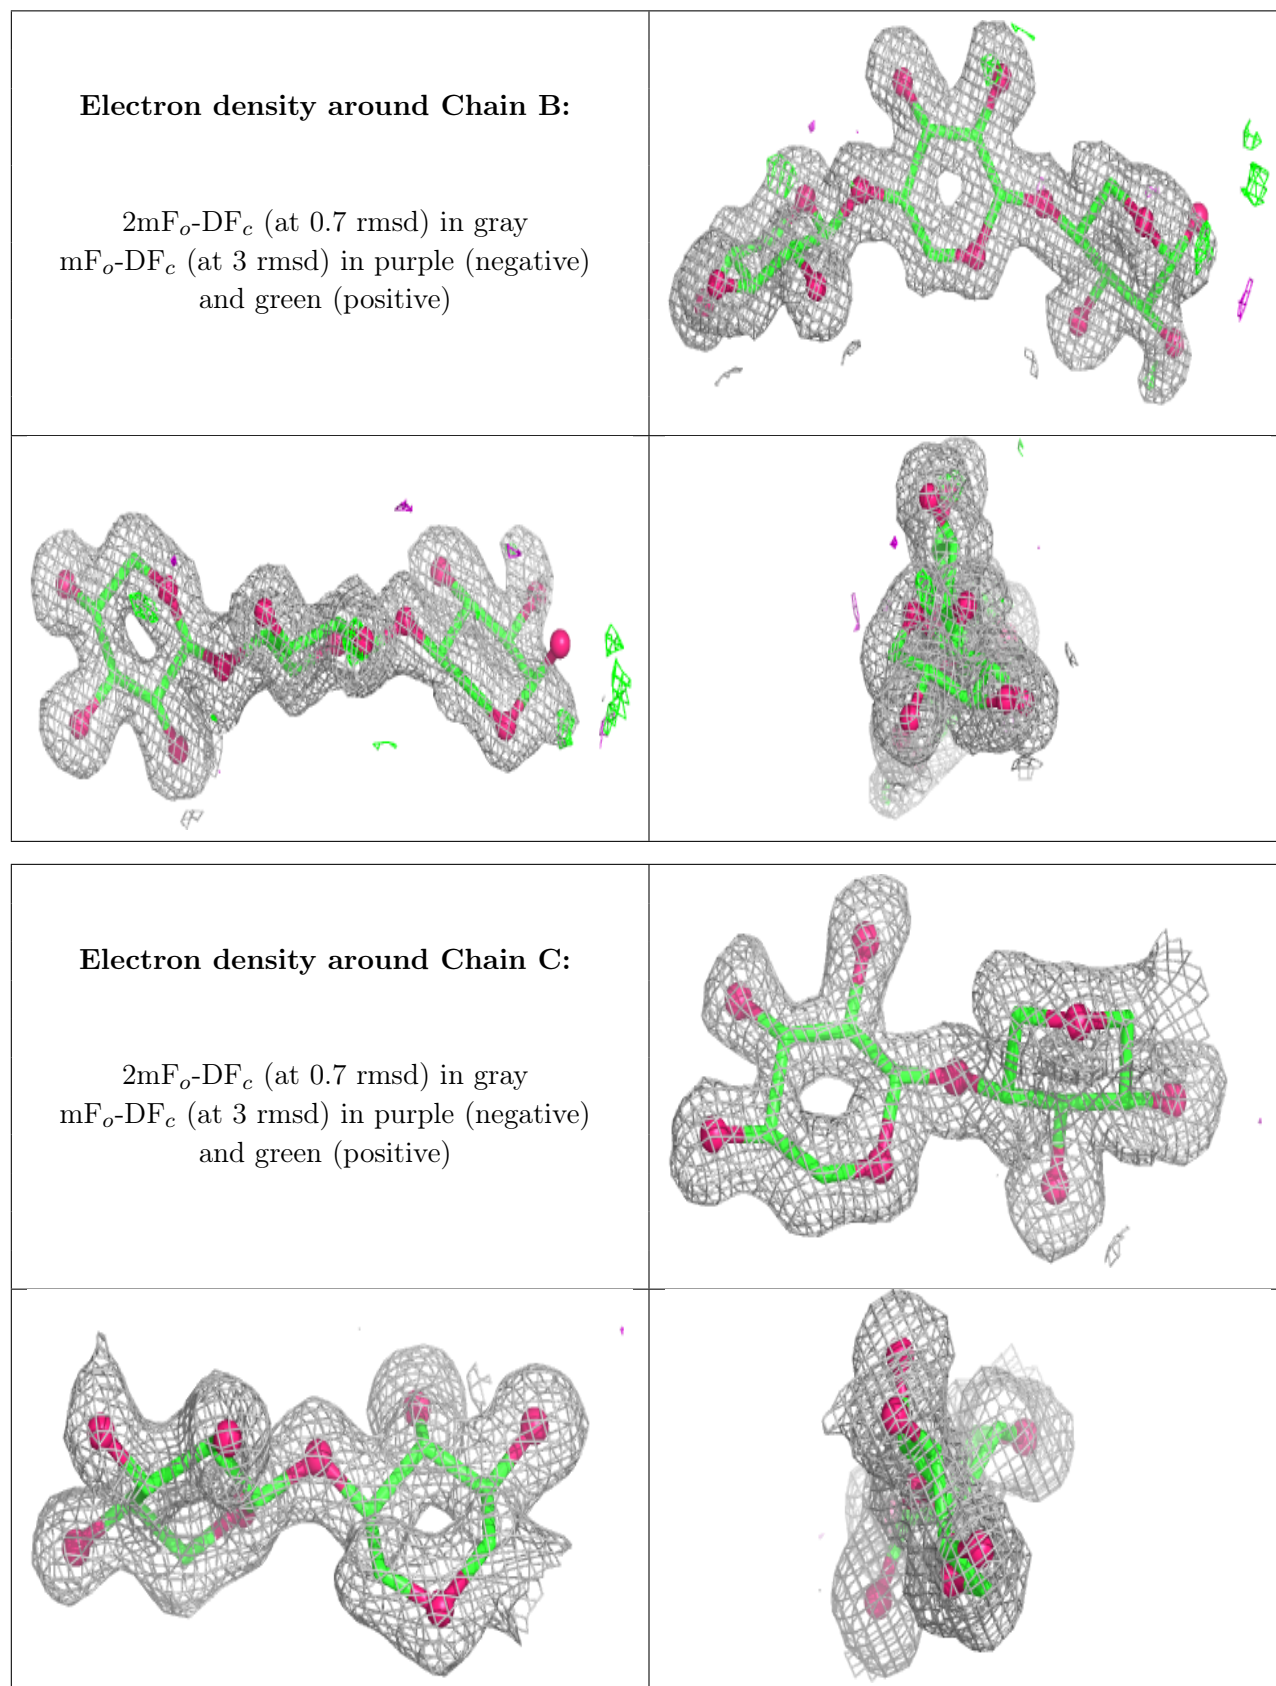 Electron density around Chain B:
2mFo-DFc (at 0.7 rmsd) in gray
mFo-DFc (at 3 rmsd) in purple (negative)
and green (positive)
Electron density around Chain C:
2mFo-DFc (at 0.7 rmsd) in gray
mFo-DFc (at 3 rmsd) in purple (negative)
and green (positive)